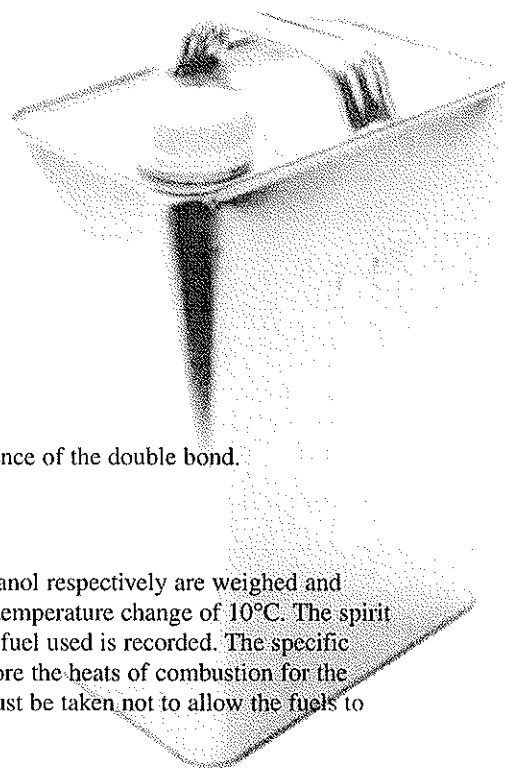 nce of the double bond.
anol respectively are weighed and
temperature change of 10°C. The spirit
fuel used is recorded. The specific
ore the heats of combustion for the
ust be taken not to allow the fuels to